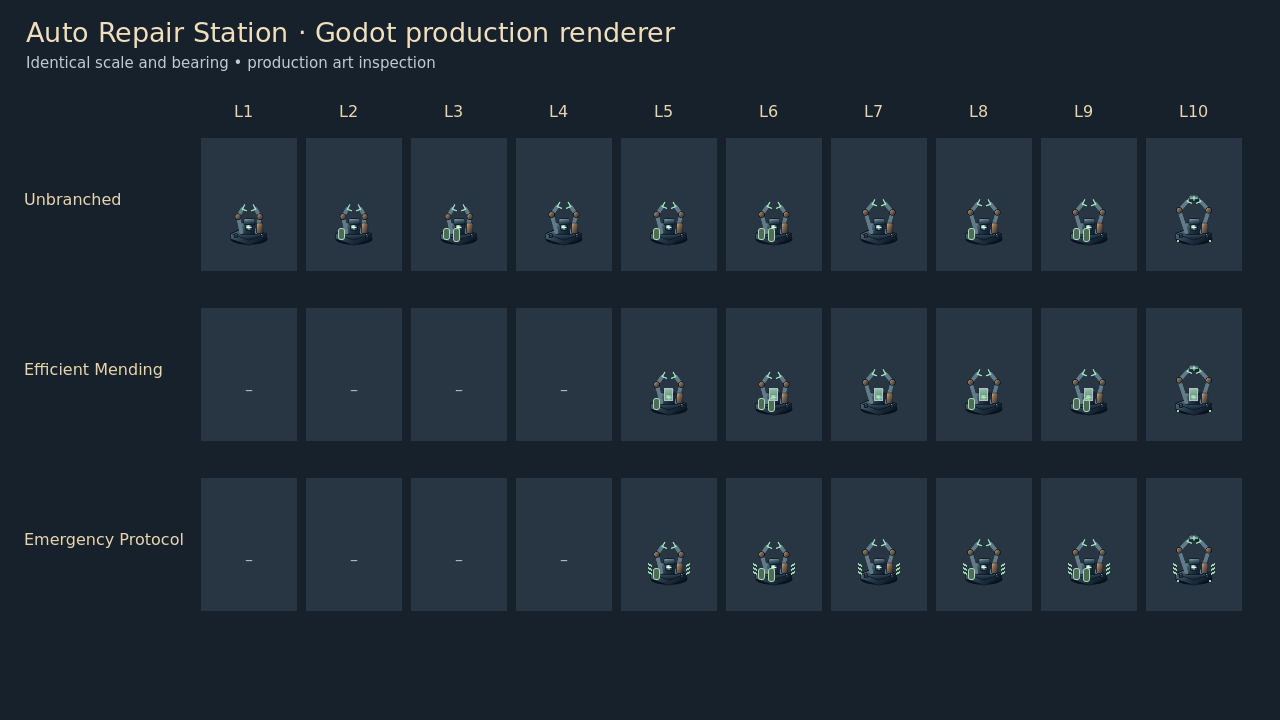 Auto Repair Station · Godot production renderer
Identical scale and bearing • production art inspection
L1 L2 L3 L4 L5 L6 L7 L8 L9 L10
Unbranched
Efficient Mending – – – –
Emergency Protocol – – – –